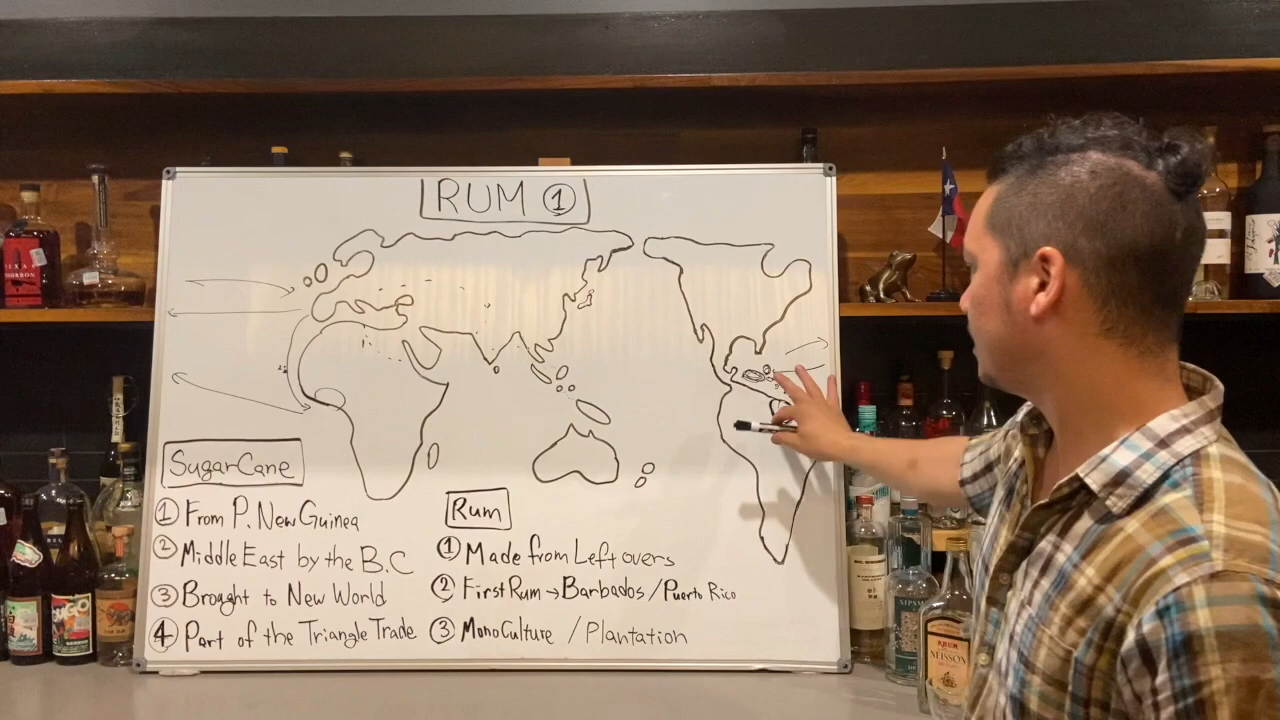 RUM ①
SugarCane
① From P. New Guinea
② Middle East by the B.C
③ Brought to New World
④ Part of the Triangle Trade
Rum
① Made from Left overs
② First Rum → Barbados / Puerto Rico
③ MonoCulture / Plantation
RHUM
NEISSON